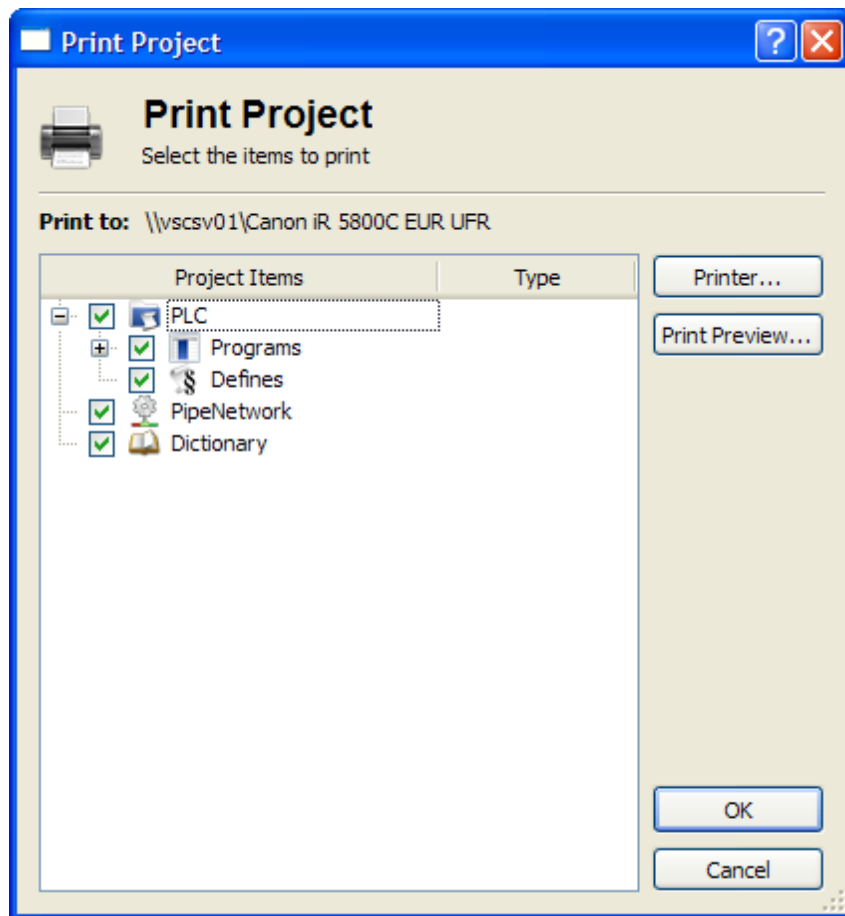 Print Project
Print Project
Select the items to print
Print to: \\vscsv01\Canon iR 5800C EUR UFR
Project Items Type
Printer...
PLC
Print Preview...
Programs
Defines
PipeNetwork
Dictionary
OK
Cancel